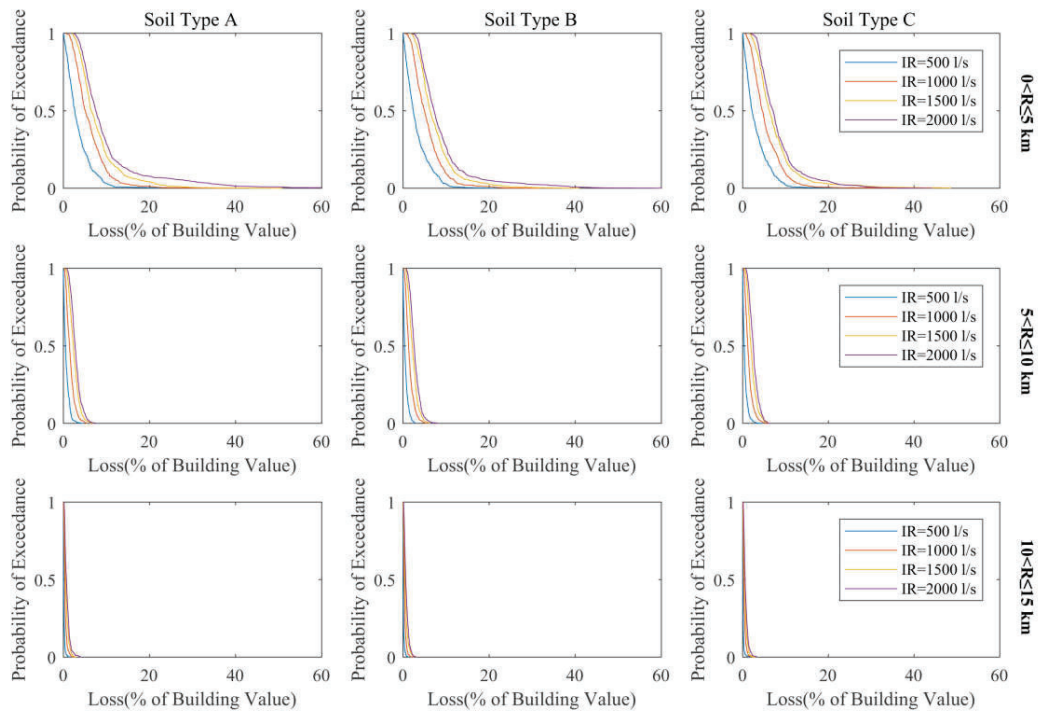 Soil Type A
Soil Type B
Soil Type C
Probability of Exceedance
1
0.5
0
0 20 40 60
Loss(% of Building Value)
Probability of Exceedance
1
0.5
0
0 20 40 60
Loss(% of Building Value)
Probability of Exceedance
1
0.5
0
0 20 40 60
Loss(% of Building Value)
IR=500 l/s
IR=1000 l/s
IR=1500 l/s
IR=2000 l/s
0<R≤5 km
Probability of Exceedance
1
0.5
0
0 20 40 60
Loss(% of Building Value)
Probability of Exceedance
1
0.5
0
0 20 40 60
Loss(% of Building Value)
Probability of Exceedance
1
0.5
0
0 20 40 60
Loss(% of Building Value)
IR=500 l/s
IR=1000 l/s
IR=1500 l/s
IR=2000 l/s
5<R≤10 km
Probability of Exceedance
1
0.5
0
0 20 40 60
Loss(% of Building Value)
Probability of Exceedance
1
0.5
0
0 20 40 60
Loss(% of Building Value)
Probability of Exceedance
1
0.5
0
0 20 40 60
Loss(% of Building Value)
IR=500 l/s
IR=1000 l/s
IR=1500 l/s
IR=2000 l/s
10<R≤15 km